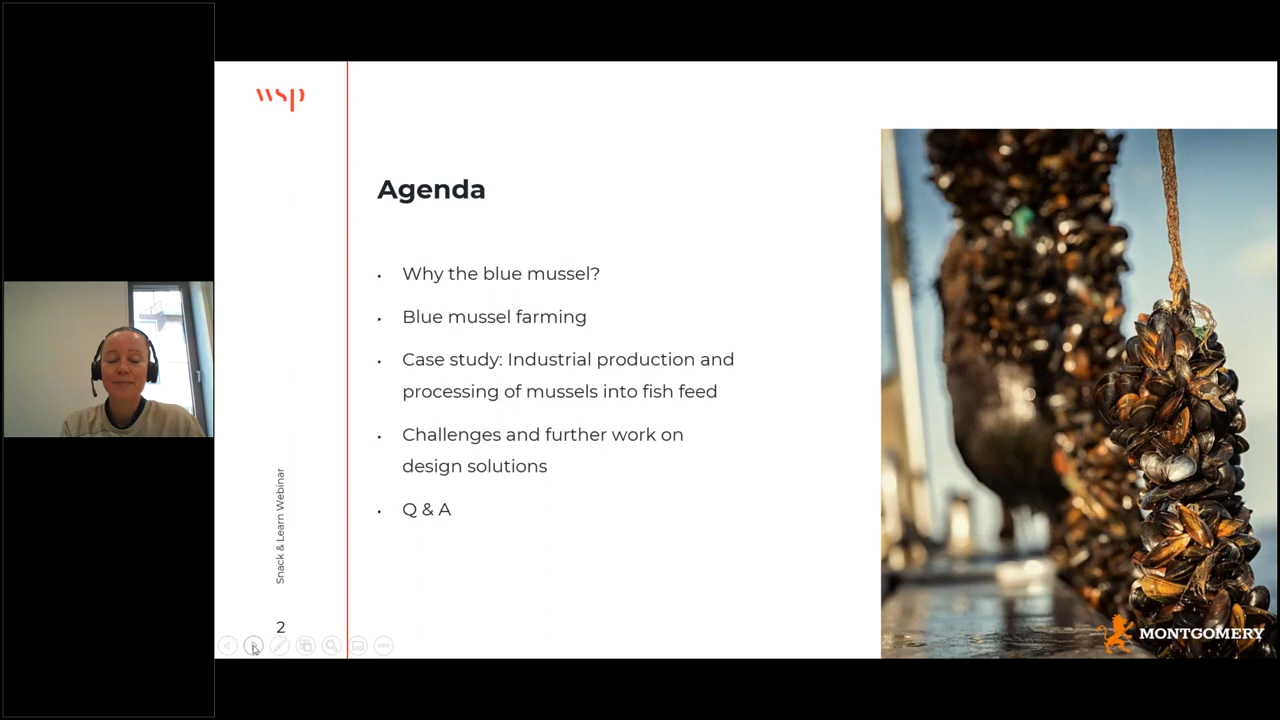 wsp
Agenda
• Why the blue mussel?
• Blue mussel farming
• Case study: Industrial production and
processing of mussels into fish feed
• Challenges and further work on
design solutions
• Q & A
Snack & Learn Webinar
2
MONTGOMERY